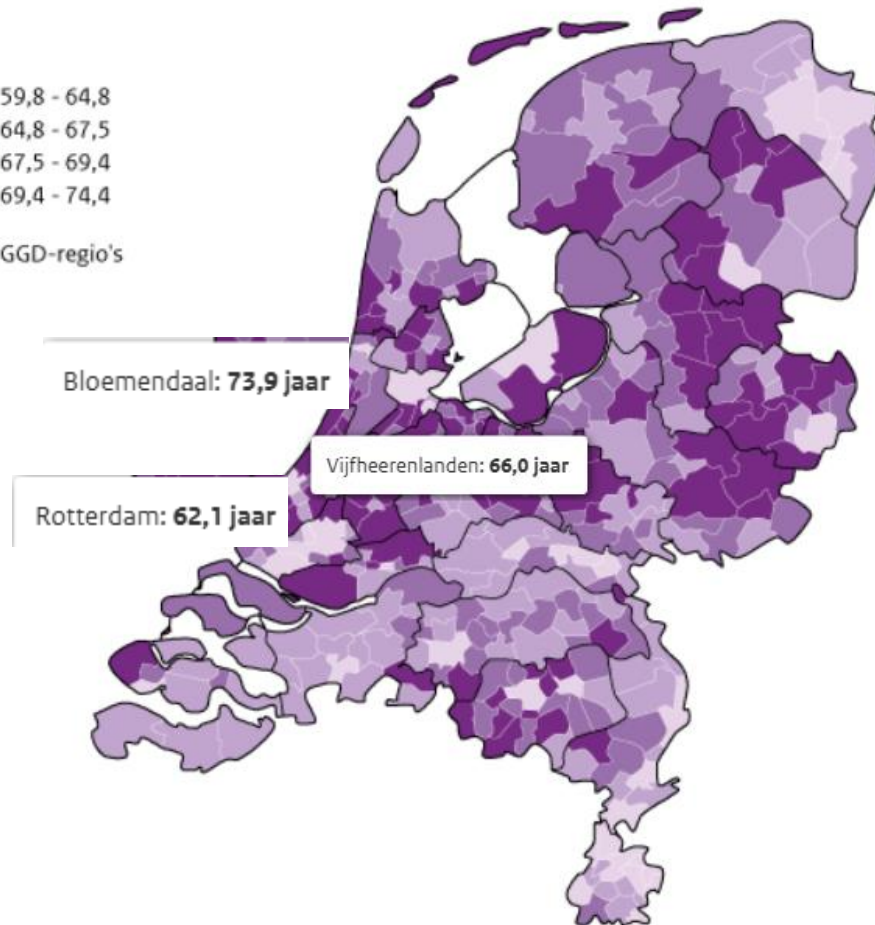 59,8 - 64,8
64,8 - 67,5
67,5 - 69,4
69,4 - 74,4
GGD-regio's
Bloemendaal: 73,9 jaar
Vijfheerenlanden: 66,0 jaar
Rotterdam: 62,1 jaar